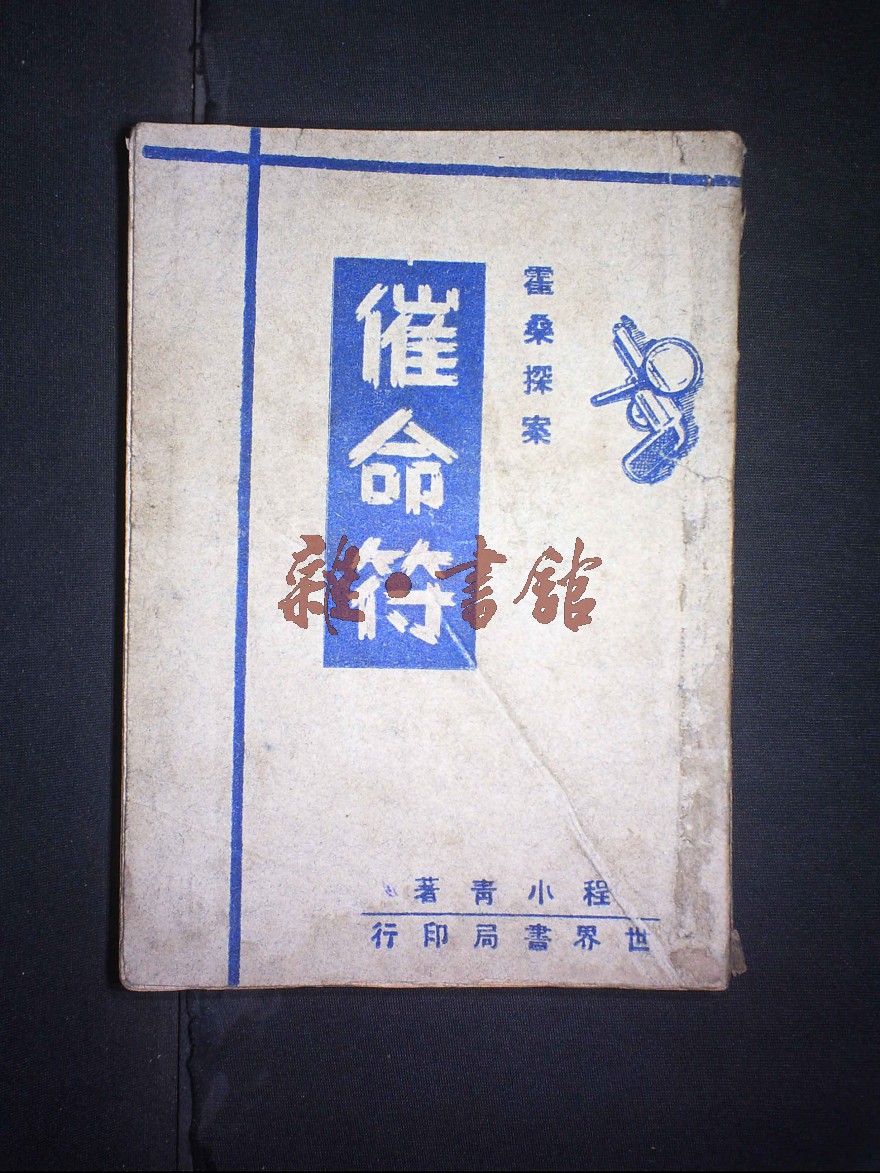 霍桑探案
催命符
雜·書館
程小青著
世界書局印行